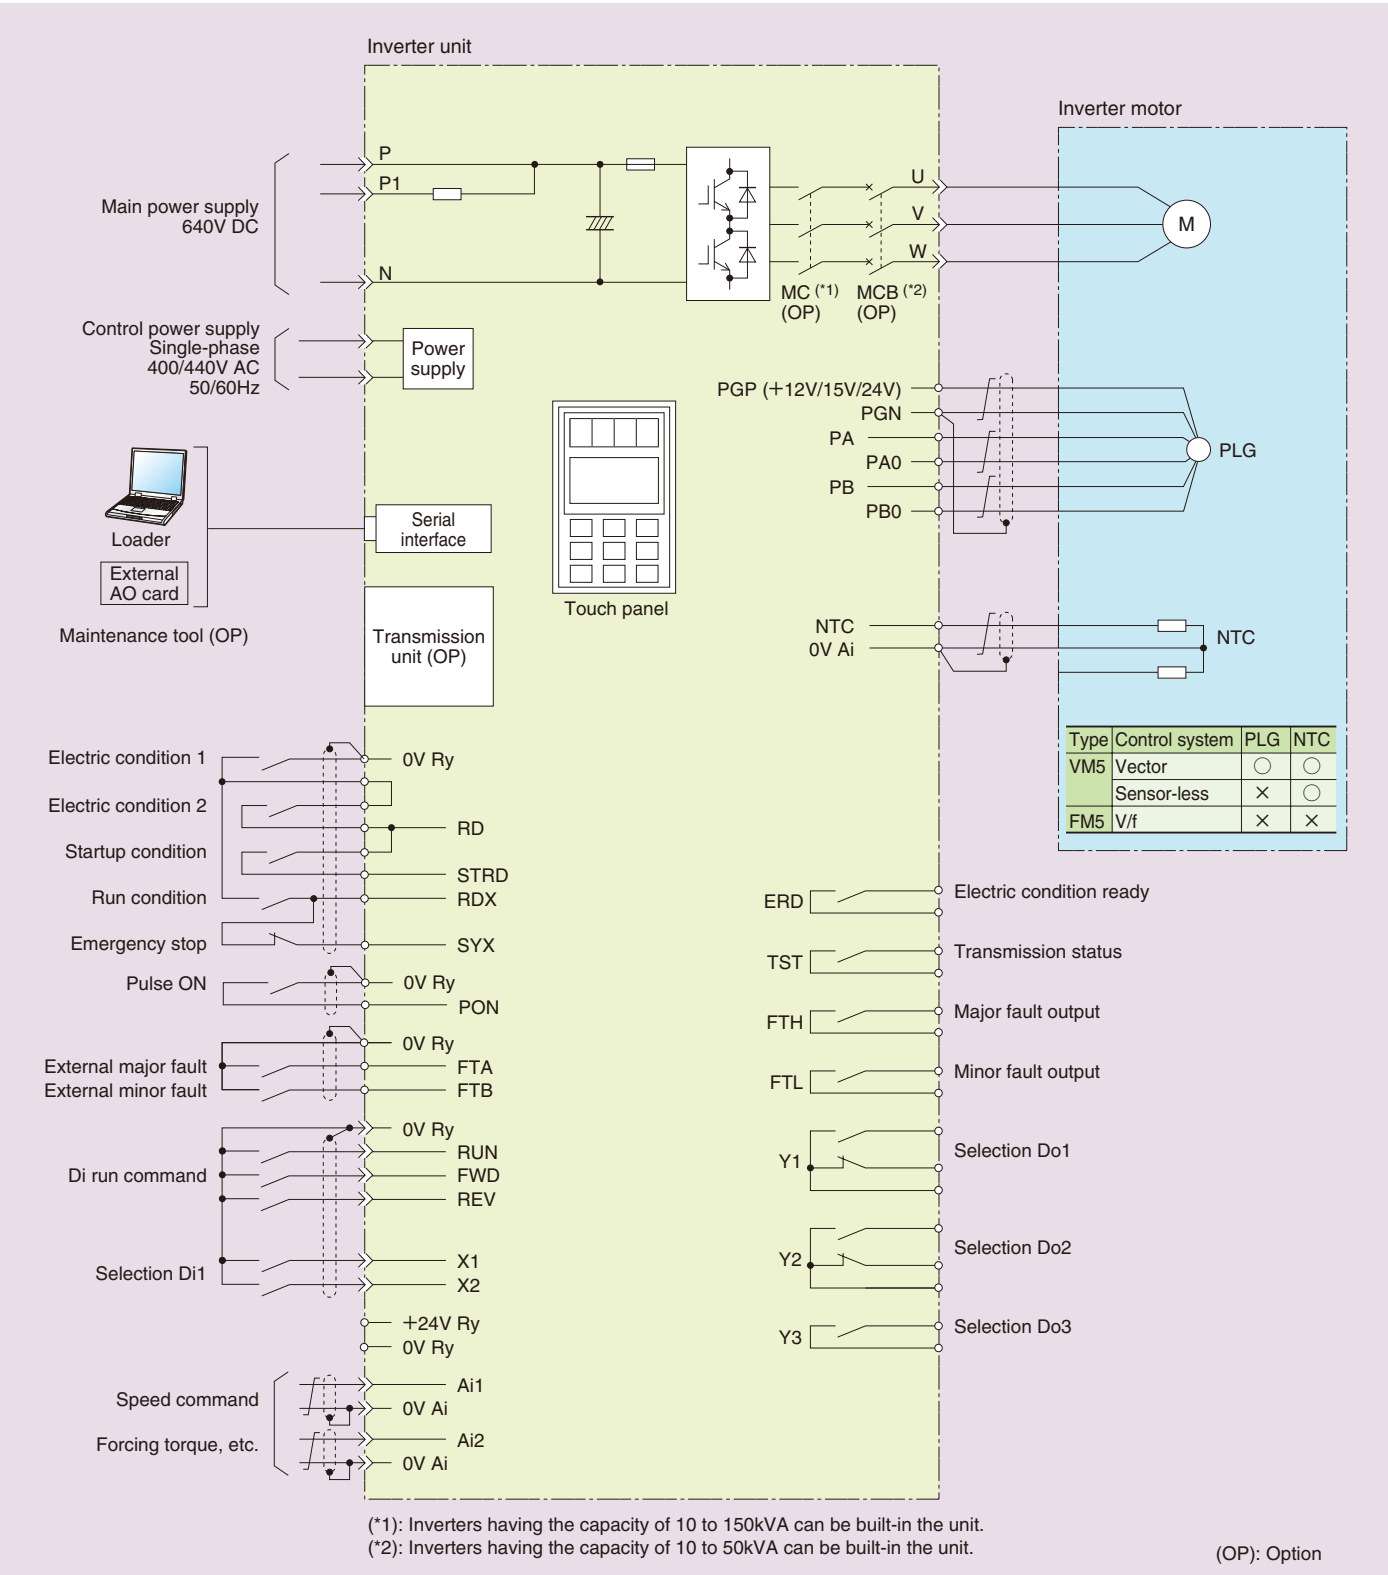 Inverter unit
Inverter motor
P
P1
Main power supply
640V DC
N
U
V
W
M
MC (*1)
(OP)
MCB (*2)
(OP)
Control power supply
Single-phase
400/440V AC
50/60Hz
Power
supply
PGP (+12V/15V/24V)
PGN
PA
PA0
PB
PB0
PLG
Loader
External
AO card
Maintenance tool (OP)
Serial
interface
Touch panel
Transmission
unit (OP)
NTC
0V Ai
NTC
Type Control system PLG NTC
VM5 Vector ○ ○
Sensor-less × ○
FM5 V/f × ×
Electric condition 1
0V Ry
Electric condition 2
RD
Startup condition
STRD
Run condition
RDX
Emergency stop
SYX
Pulse ON
0V Ry
PON
0V Ry
External major fault
FTA
External minor fault
FTB
0V Ry
RUN
Di run command
FWD
REV
X1
Selection Di1
X2
+24V Ry
0V Ry
Speed command
Ai1
0V Ai
Forcing torque, etc.
Ai2
0V Ai
ERD
Electric condition ready
TST
Transmission status
FTH
Major fault output
FTL
Minor fault output
Y1
Selection Do1
Y2
Selection Do2
Y3
Selection Do3
(*1): Inverters having the capacity of 10 to 150kVA can be built-in the unit.
(*2): Inverters having the capacity of 10 to 50kVA can be built-in the unit.
(OP): Option